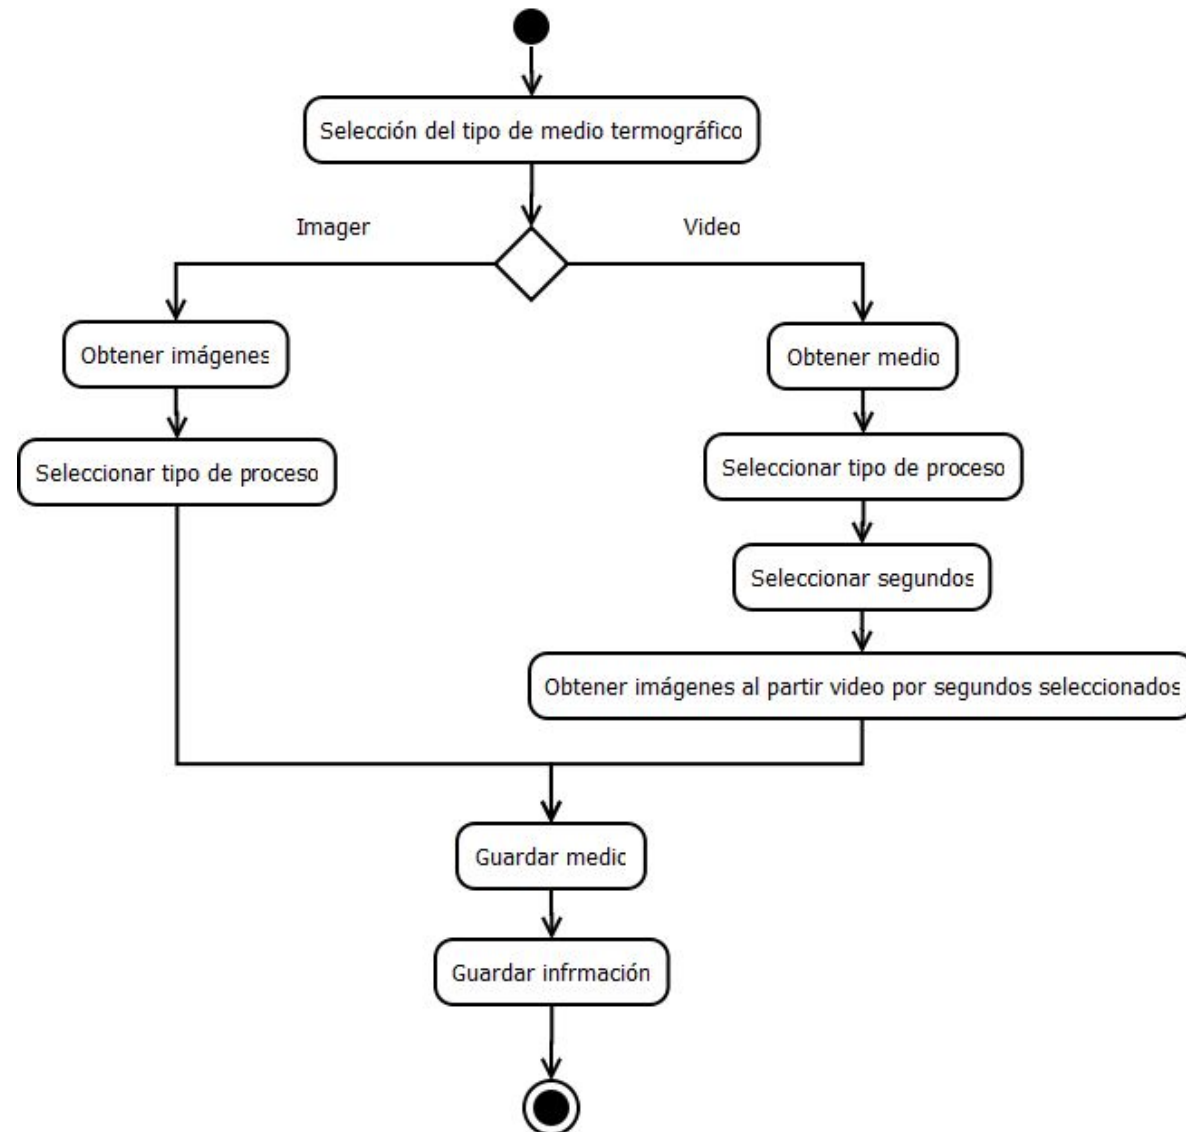 Selección del tipo de medio termográfico
Imager
Video
Obtener imágenes
Obtener medio
Seleccionar tipo de proceso
Seleccionar tipo de proceso
Seleccionar segundos
Obtener imágenes al partir video por segundos seleccionados
Guardar medio
Guardar infrmación